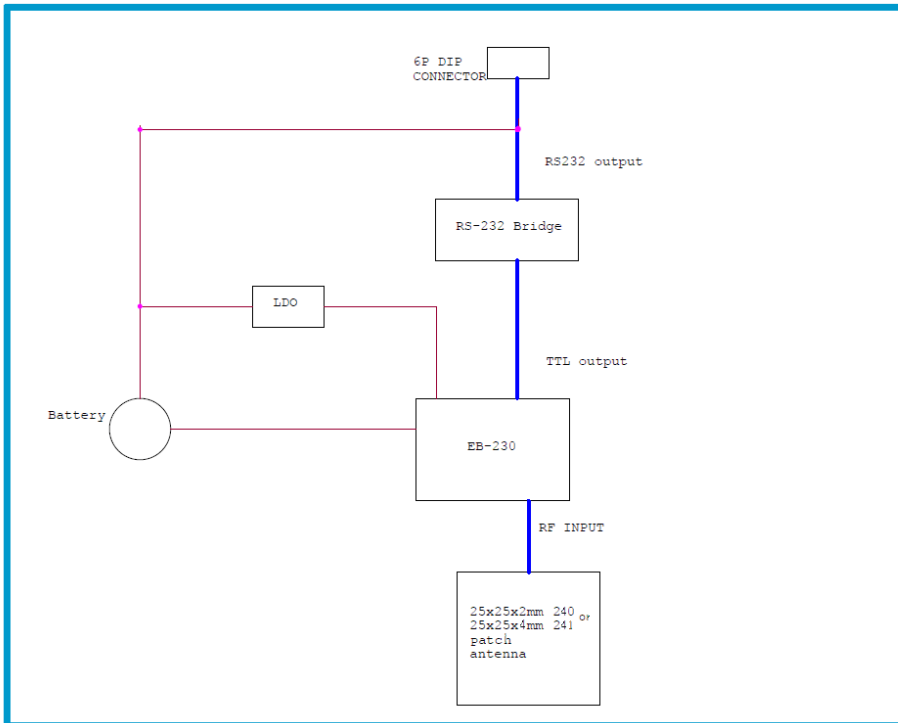 6P DIP
CONNECTOR
RS232 output
RS-232 Bridge
LDO
TTL output
Battery
EB-230
RF INPUT
25x25x2mm 240 or
25x25x4mm 241
patch
antenna